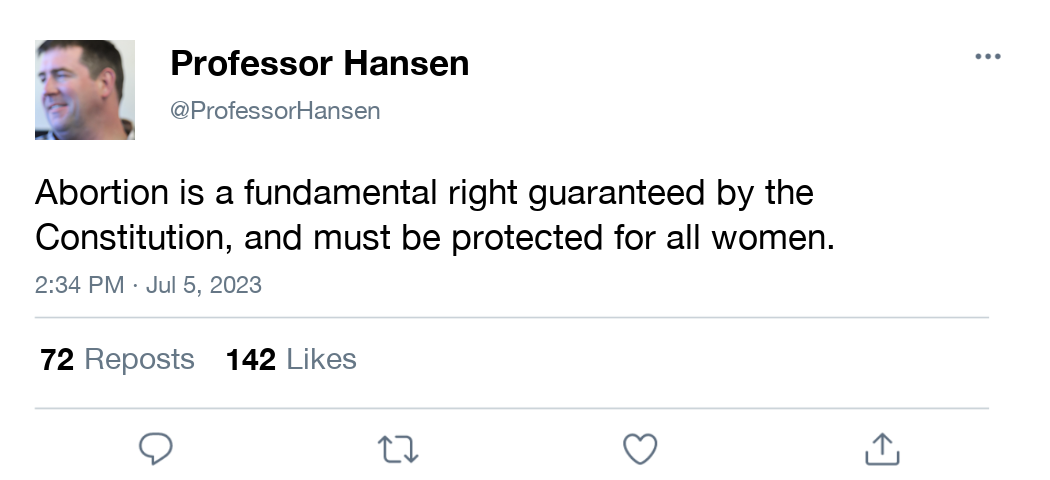 Professor Hansen
@ProfessorHansen
Abortion is a fundamental right guaranteed by the
Constitution, and must be protected for all women.
2:34 PM · Jul 5, 2023
72 Reposts 142 Likes